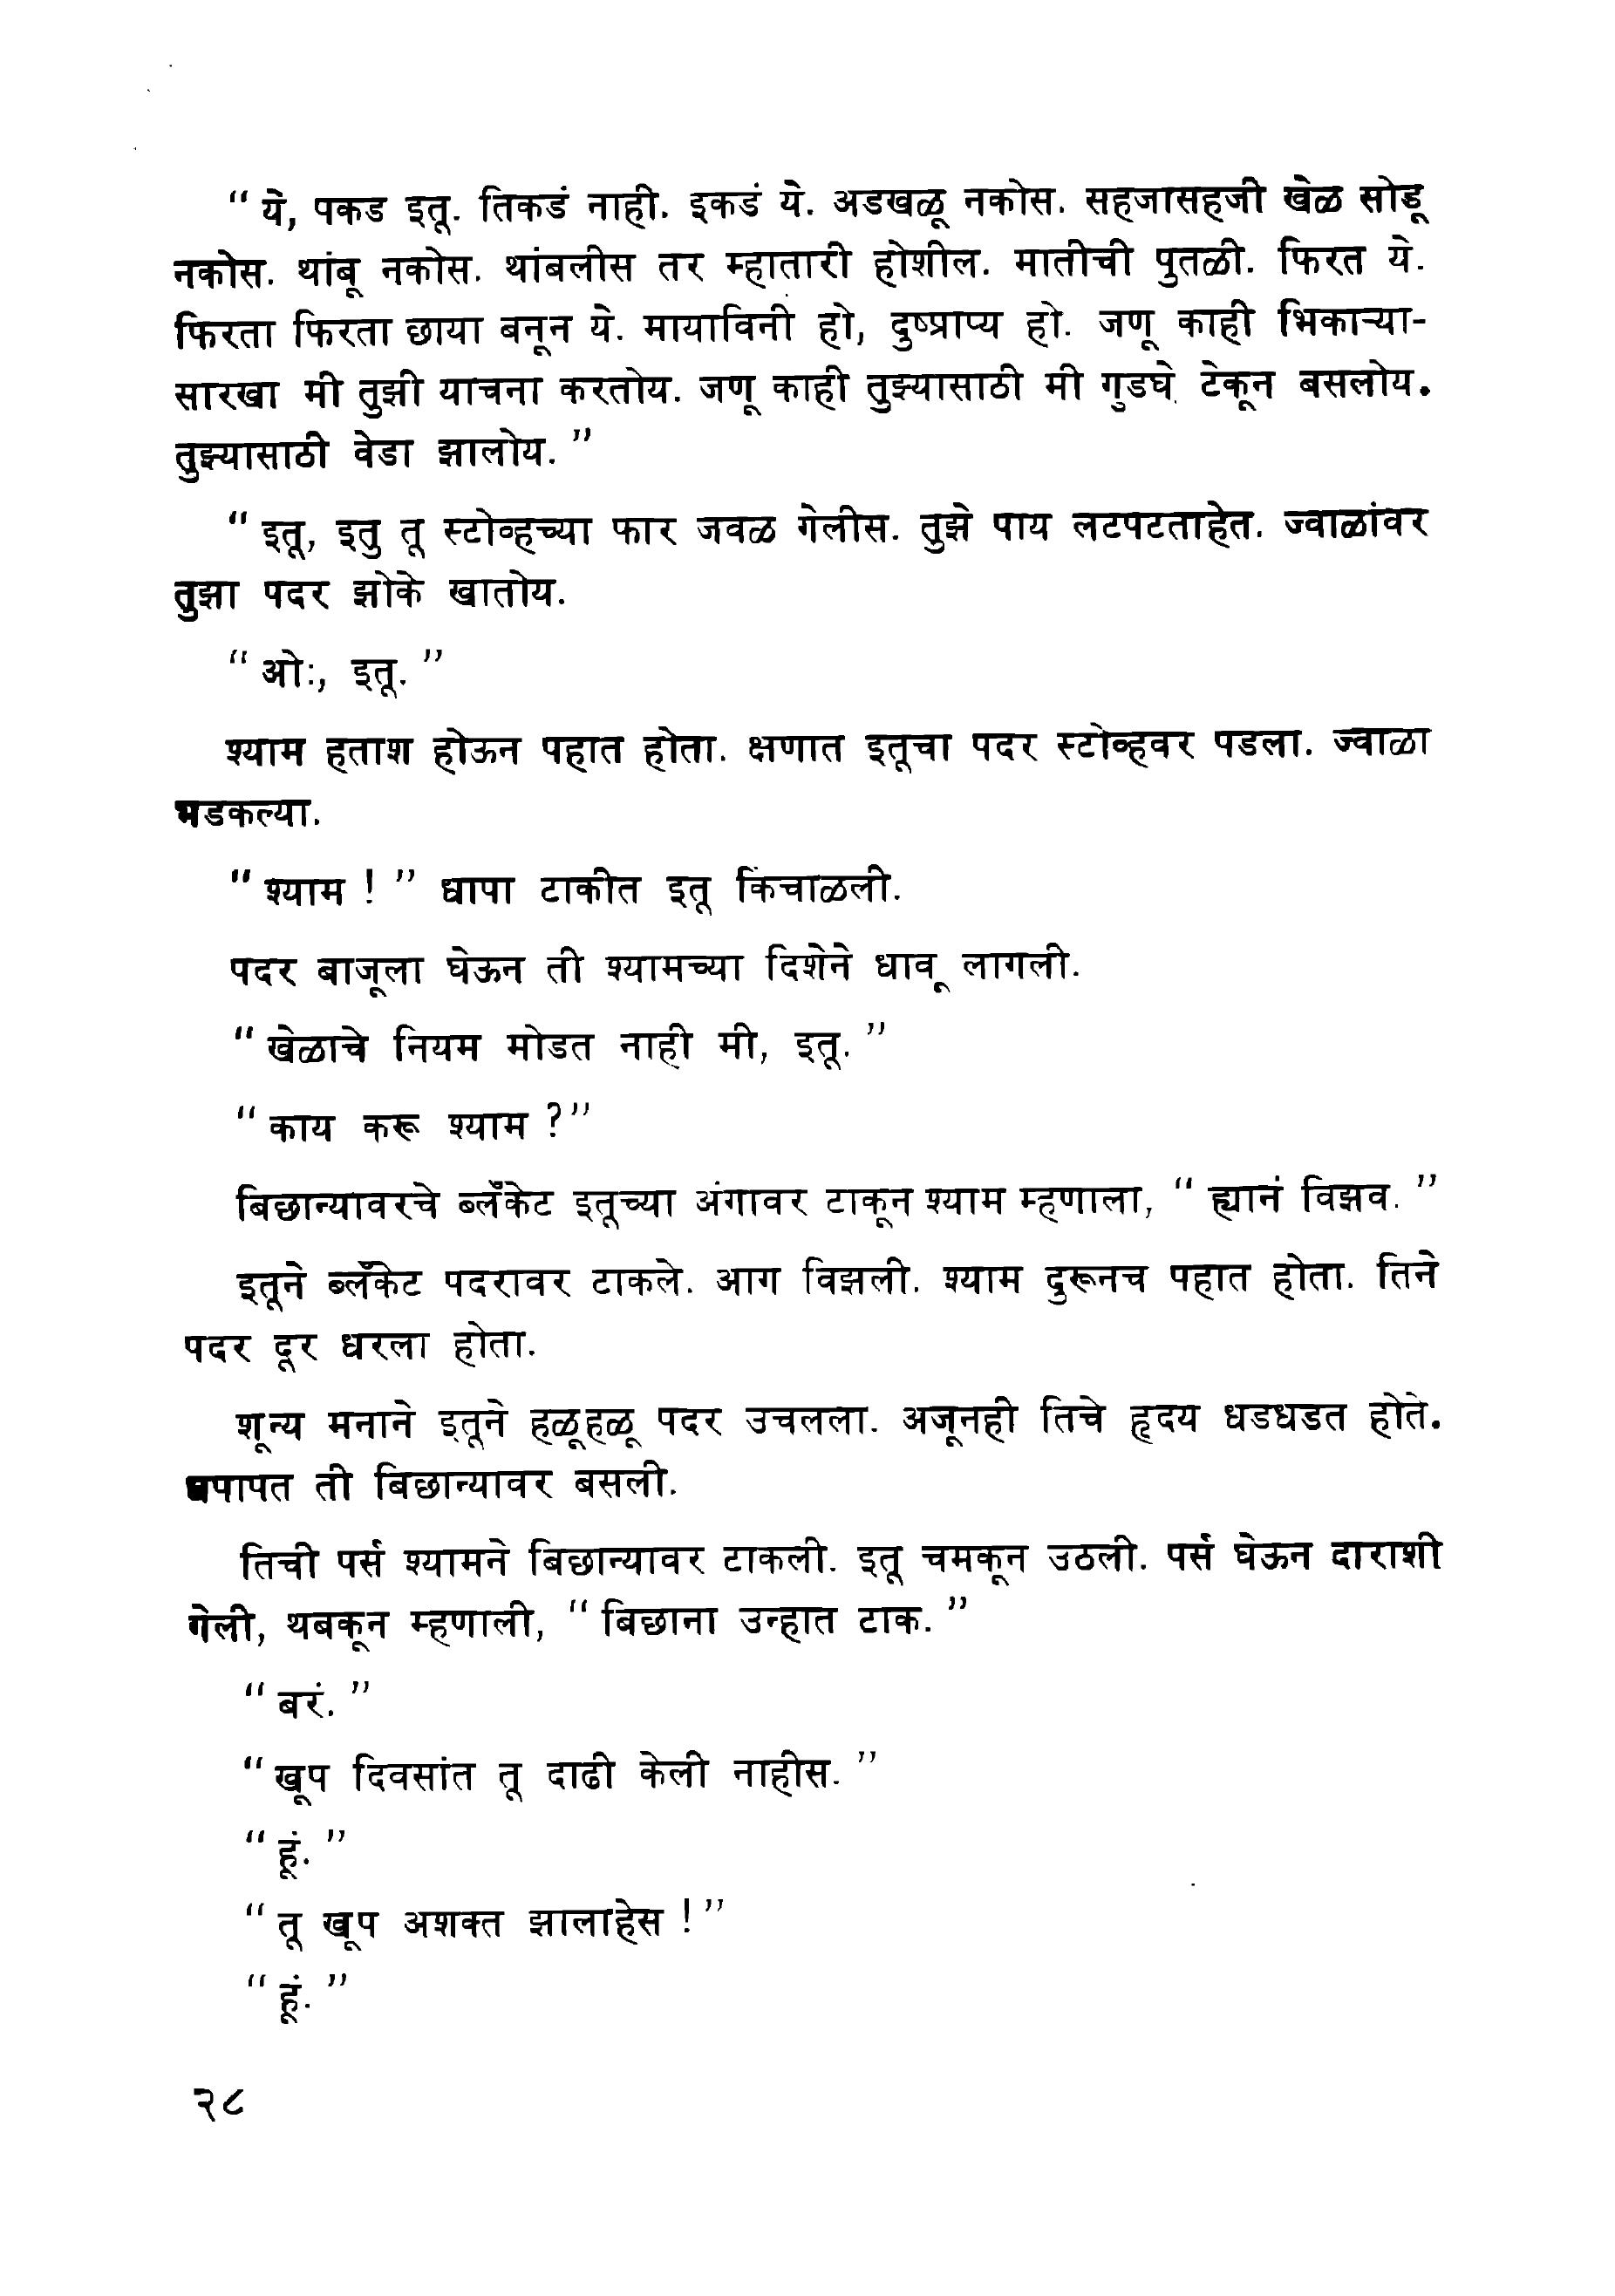 “ ये, पकड इतू. तिकडं नाही. इकडं ये. अडखळू नकोस. सहजासहजी खेळ सोडू
नकोस. थांबू नकोस. थांबलीस तर म्हातारी होशील. मातीची पुतळी. फिरत ये.
फिरता फिरता छाया बनून ये. मायाविनी हो, दुष्प्राप्य हो. जणू काही भिकाऱ्या-
सारखा मी तुझी याचना करतोय. जणू काही तुझ्यासाठी मी गुडघे टेकून बसलोय.
तुझ्यासाठी वेडा झालोय. ”
“ इतू, इतु तू स्टोव्हच्या फार जवळ गेलीस. तुझे पाय लटपटताहेत. ज्वाळांवर
तुझा पदर झोके खातोय.
“ ओः, इतू. ”
श्याम हताश होऊन पहात होता. क्षणात इतूचा पदर स्टोव्हवर पडला. ज्वाळा
भडकल्या.
“ श्याम ! ” धापा टाकीत इतू किंचाळली.
पदर बाजूला घेऊन ती श्यामच्या दिशेने धावू लागली.
“ खेळाचे नियम मोडत नाही मी, इतू. ”
“ काय करू श्याम ?”
बिछान्यावरचे ब्लँकेट इतूच्या अंगावर टाकून श्याम म्हणाला, “ ह्यानं विझव. ”
इतूने ब्लँकेट पदरावर टाकले. आग विझली. श्याम दुरूनच पहात होता. तिने
पदर दूर धरला होता.
शून्य मनाने इतूने हळूहळू पदर उचलला. अजूनही तिचे हृदय धडधडत होते.
धपापत ती बिछान्यावर बसली.
तिची पर्स श्यामने बिछान्यावर टाकली. इतू चमकून उठली. पर्स घेऊन दाराशी
गेली, थबकून म्हणाली, “ बिछाना उन्हात टाक. ”
“ बरं. ”
“ खूप दिवसांत तू दाढी केली नाहीस. ”
“ हूं. ”
“ तू खूप अशक्त झालाहेस !”
“ हूं. ”
२८